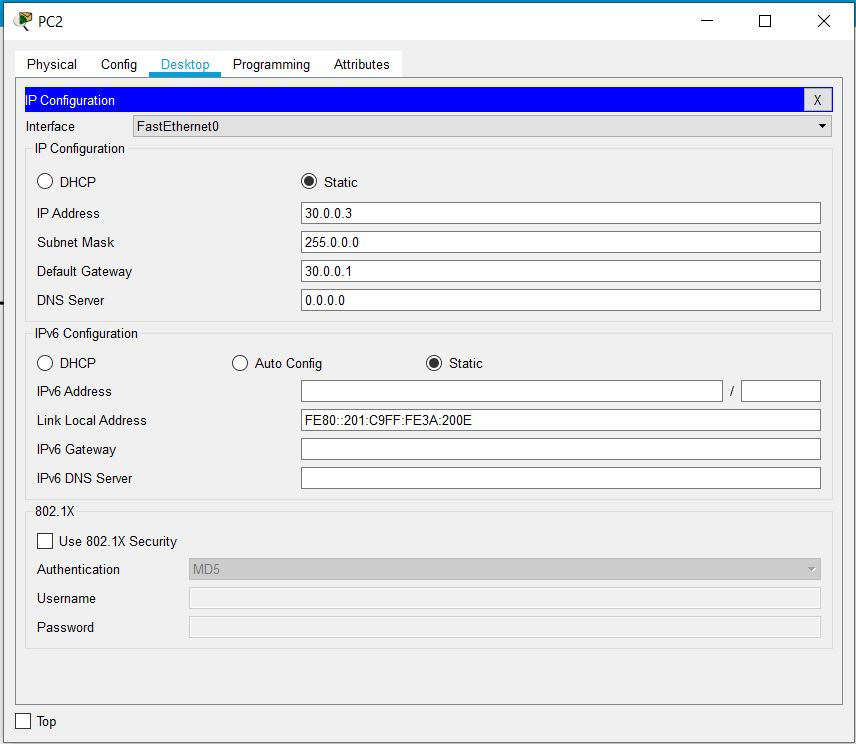 PC2
Physical Config Desktop Programming Attributes
IP Configuration X
Interface FastEthernet0
IP Configuration
DHCP Static
IP Address 30.0.0.3
Subnet Mask 255.0.0.0
Default Gateway 30.0.0.1
DNS Server 0.0.0.0
IPv6 Configuration
DHCP Auto Config Static
IPv6 Address /
Link Local Address FE80::201:C9FF:FE3A:200E
IPv6 Gateway
IPv6 DNS Server
802.1X
Use 802.1X Security
Authentication MD5
Username
Password
Top